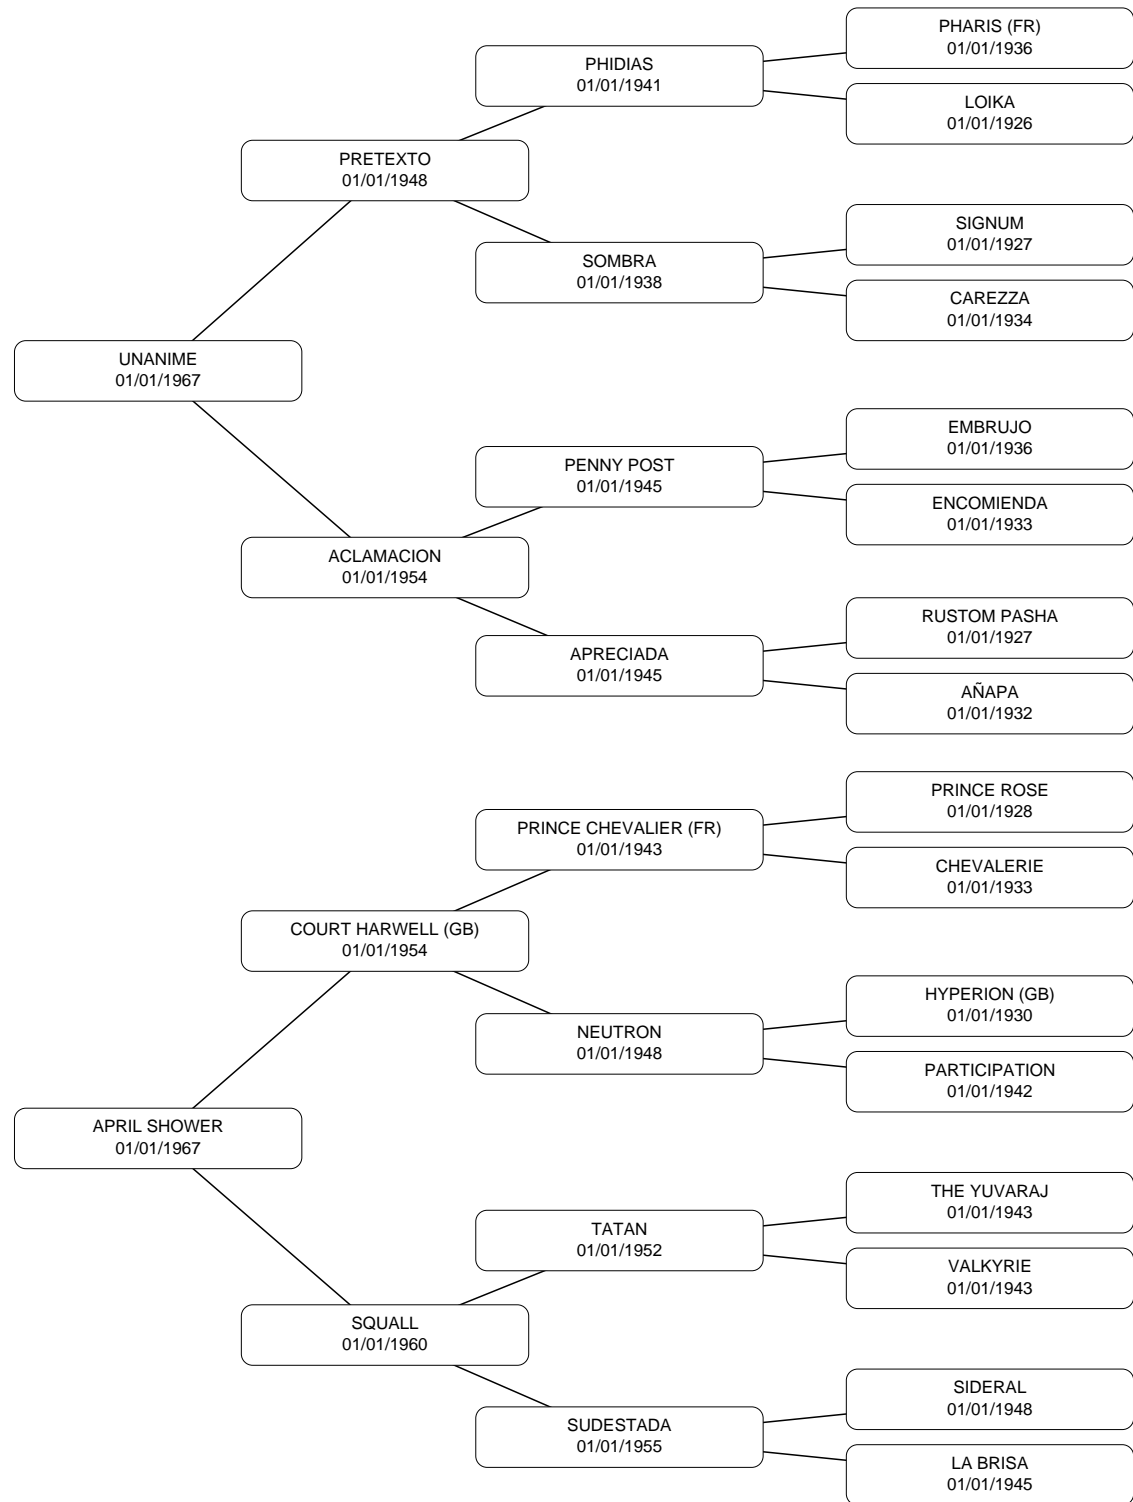 PHARIS (FR)
01/01/1936
PHIDIAS
01/01/1941
LOIKA
01/01/1926
PRETEXTO
01/01/1948
SIGNUM
01/01/1927
SOMBRA
01/01/1938
CAREZZA
01/01/1934
UNANIME
01/01/1967
EMBRUJO
01/01/1936
PENNY POST
01/01/1945
ENCOMIENDA
01/01/1933
ACLAMACION
01/01/1954
RUSTOM PASHA
01/01/1927
APRECIADA
01/01/1945
AÑAPA
01/01/1932
PRINCE ROSE
01/01/1928
PRINCE CHEVALIER (FR)
01/01/1943
CHEVALERIE
01/01/1933
COURT HARWELL (GB)
01/01/1954
HYPERION (GB)
01/01/1930
NEUTRON
01/01/1948
PARTICIPATION
01/01/1942
APRIL SHOWER
01/01/1967
THE YUVARAJ
01/01/1943
TATAN
01/01/1952
VALKYRIE
01/01/1943
SQUALL
01/01/1960
SIDERAL
01/01/1948
SUDESTADA
01/01/1955
LA BRISA
01/01/1945